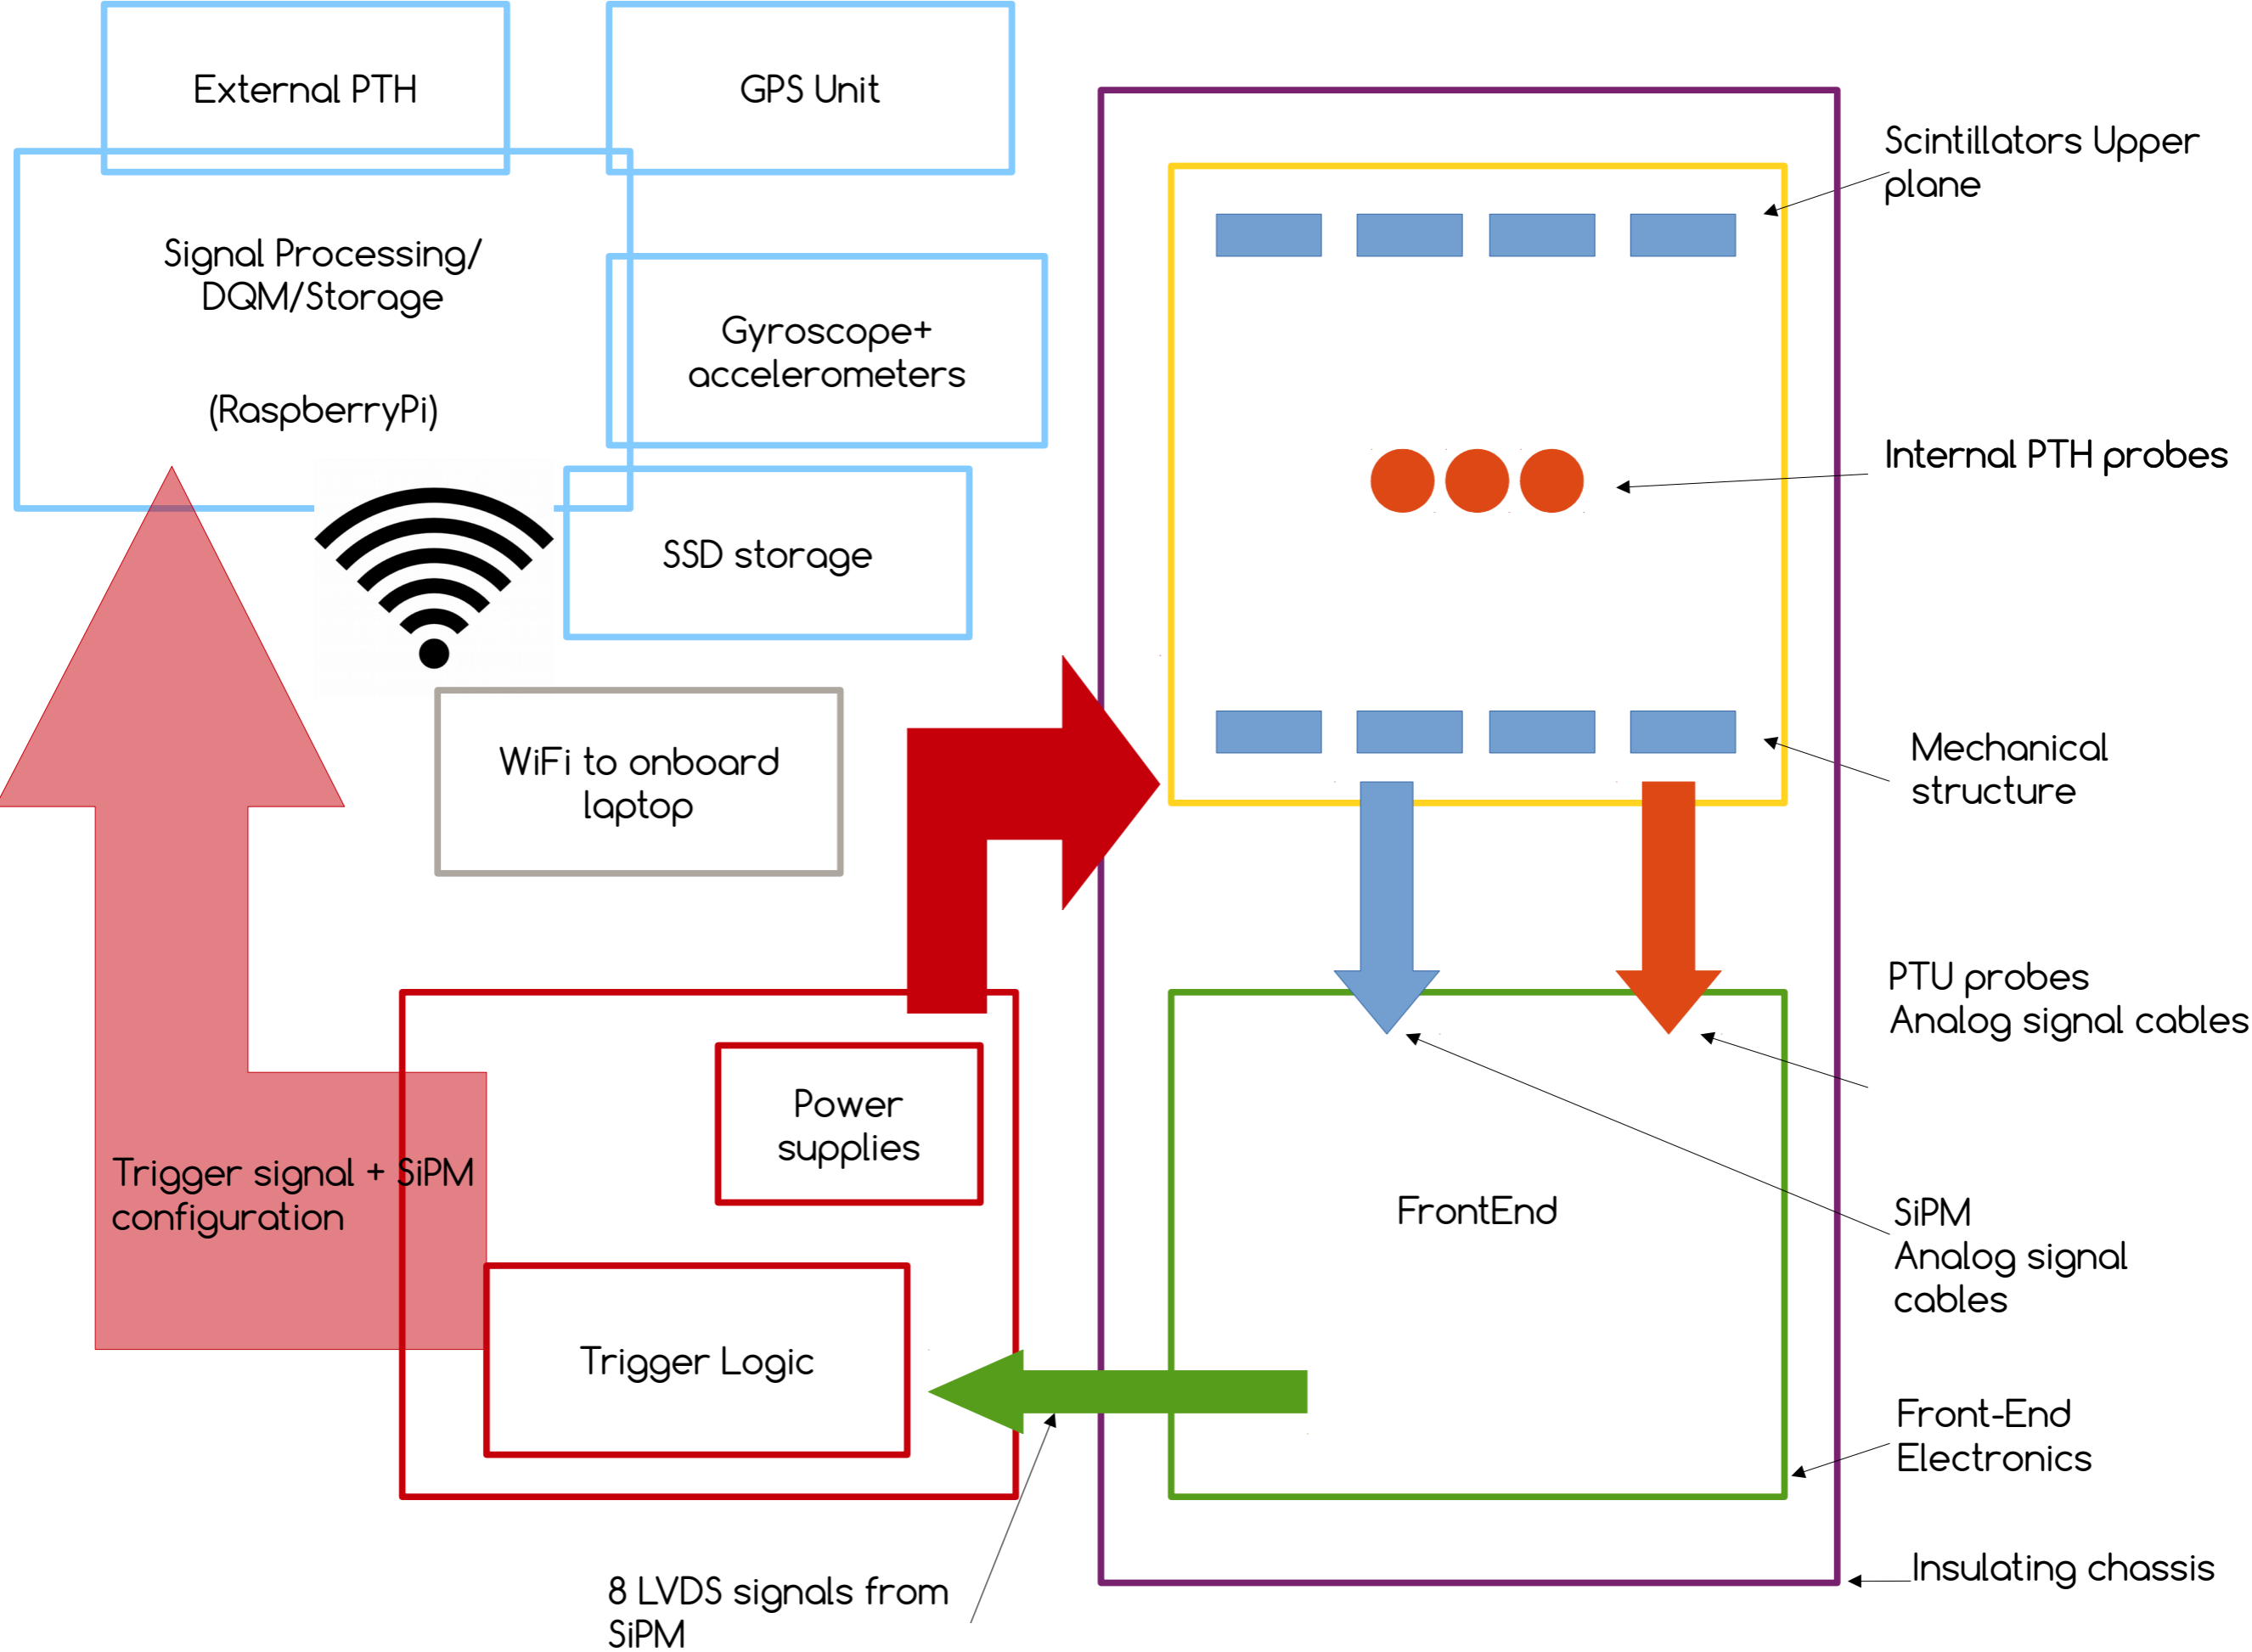 External PTH
GPS Unit
Signal Processing/
DQM/Storage
(RaspberryPi)
Gyroscope+
accelerometers
SSD storage
WiFi to onboard
laptop
Power
supplies
Trigger signal + SiPM
configuration
Trigger Logic
8 LVDS signals from
SiPM
FrontEnd
Scintillators Upper
plane
Internal PTH probes
Mechanical
structure
PTU probes
Analog signal cables
SiPM
Analog signal
cables
Front-End
Electronics
Insulating chassis